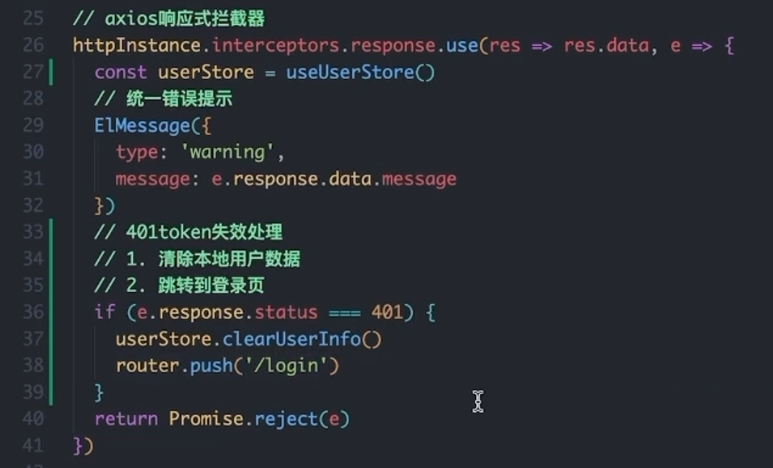 25 // axios响应式拦截器
26 httpInstance.interceptors.response.use(res => res.data, e => {
27   const userStore = useUserStore()
28   // 统一错误提示
29   ElMessage({
30     type: 'warning',
31     message: e.response.data.message
32   })
33   // 401token失效处理
34   // 1. 清除本地用户数据
35   // 2. 跳转到登录页
36   if (e.response.status === 401) {
37     userStore.clearUserInfo()
38     router.push('/login')
39   }
40   return Promise.reject(e)
41 })